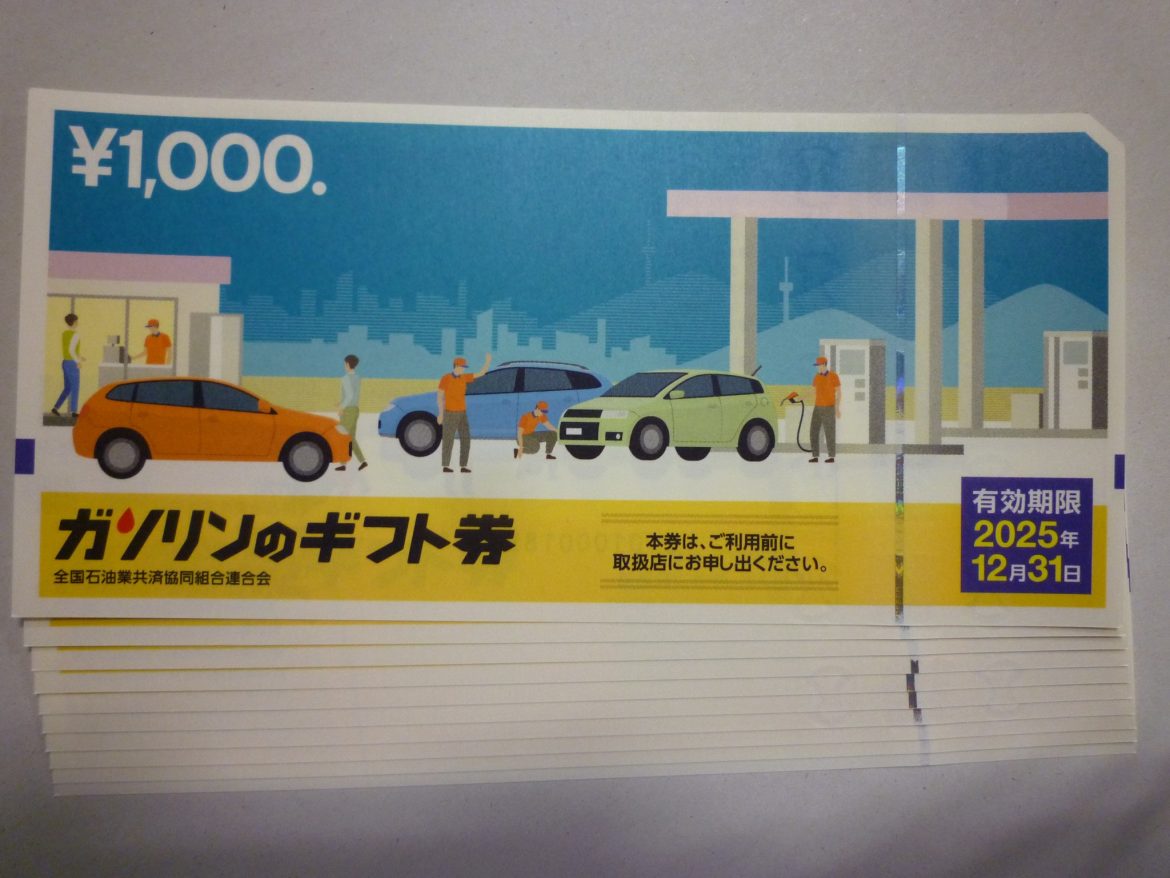 ¥1,000.
ガソリンのギフト券
全国石油業共済協同組合連合会
本券は、ご利用前に
取扱店にお申し出ください。
有効期限
2025年
12月31日